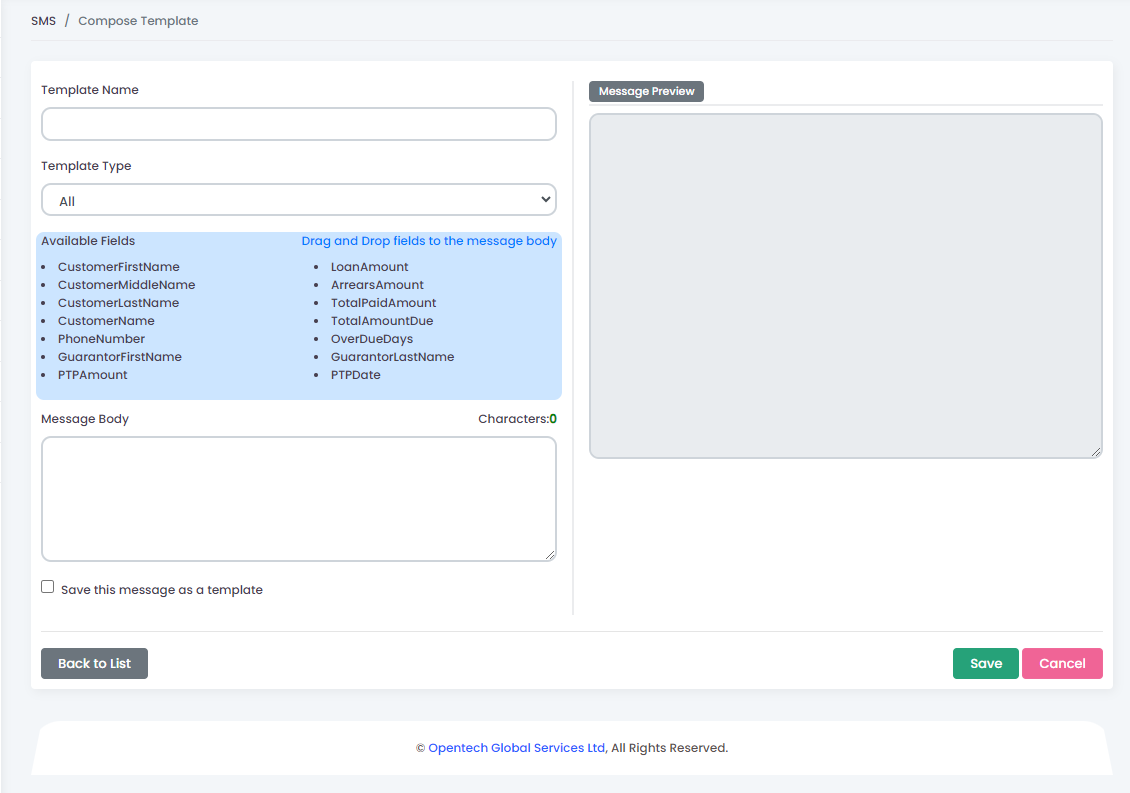 SMS / Compose Template
Template Name
Template Type
All
Available Fields Drag and Drop fields to the message body
CustomerFirstName
CustomerMiddleName
CustomerLastName
CustomerName
PhoneNumber
GuarantorFirstName
PTPAmount
LoanAmount
ArrearsAmount
TotalPaidAmount
TotalAmountDue
OverDueDays
GuarantorLastName
PTPDate
Message Body Characters:0
Save this message as a template
Message Preview
Back to List Save Cancel
© Opentech Global Services Ltd, All Rights Reserved.